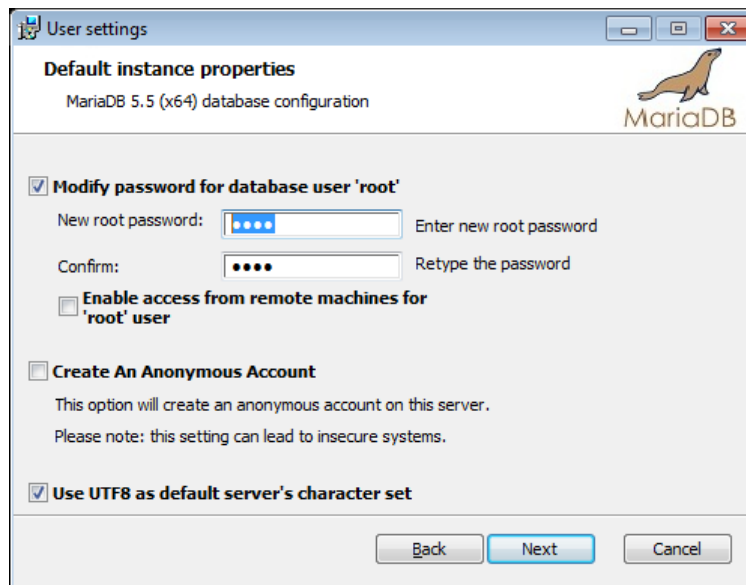 User settings
Default instance properties
MariaDB 5.5 (x64) database configuration
MariaDB
Modify password for database user 'root'
New root password: ●●●● Enter new root password
Confirm: ●●●● Retype the password
Enable access from remote machines for
'root' user
Create An Anonymous Account
This option will create an anonymous account on this server.
Please note: this setting can lead to insecure systems.
Use UTF8 as default server's character set
Back Next Cancel